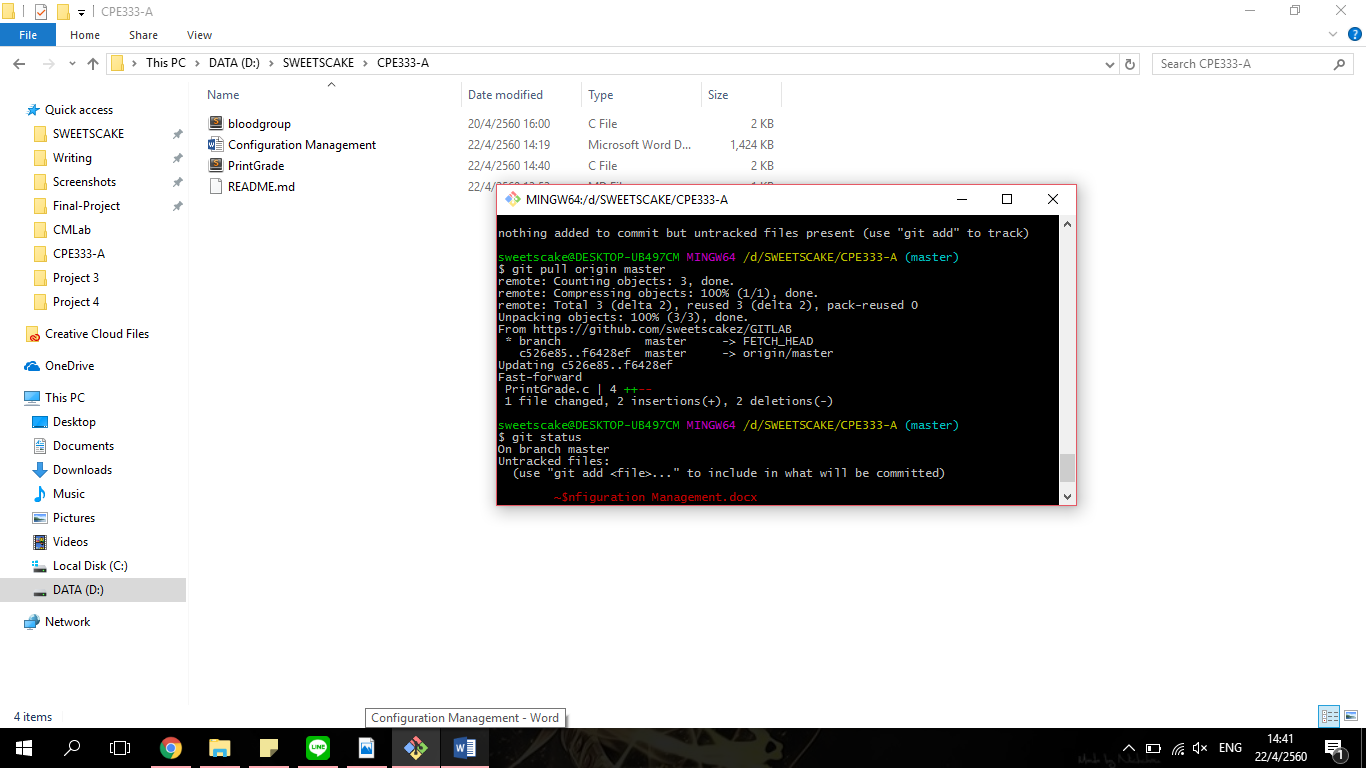 CPE333-A
File Home Share View
This PC DATA (D:) SWEETSCAKE CPE333-A
Search CPE333-A
Quick access
SWEETSCAKE
Writing
Screenshots
Final-Project
CMLab
CPE333-A
Project 3
Project 4
Creative Cloud Files
OneDrive
This PC
Desktop
Documents
Downloads
Music
Pictures
Videos
Local Disk (C:)
DATA (D:)
Network
Name Date modified Type Size
bloodgroup 20/4/2560 16:00 C File 2 KB
Configuration Management 22/4/2560 14:19 Microsoft Word D... 1,424 KB
PrintGrade 22/4/2560 14:40 C File 2 KB
README.md
MINGW64:/d/SWEETSCAKE/CPE333-A
nothing added to commit but untracked files present (use "git add" to track)
sweetscake@DESKTOP-UB497CM MINGW64 /d/SWEETSCAKE/CPE333-A (master)
$ git pull origin master
remote: Counting objects: 3, done.
remote: Compressing objects: 100% (1/1), done.
remote: Total 3 (delta 2), reused 3 (delta 2), pack-reused 0
Unpacking objects: 100% (3/3), done.
From https://github.com/sweetscakez/GITLAB
* branch master -> FETCH_HEAD
c526e85..f6428ef master -> origin/master
Updating c526e85..f6428ef
Fast-forward
PrintGrade.c | 4 ++--
1 file changed, 2 insertions(+), 2 deletions(-)
sweetscake@DESKTOP-UB497CM MINGW64 /d/SWEETSCAKE/CPE333-A (master)
$ git status
On branch master
Untracked files:
(use "git add <file>..." to include in what will be committed)
~$nfiguration Management.docx
4 items
Configuration Management - Word
LINE
ENG
14:41
22/4/2560
1